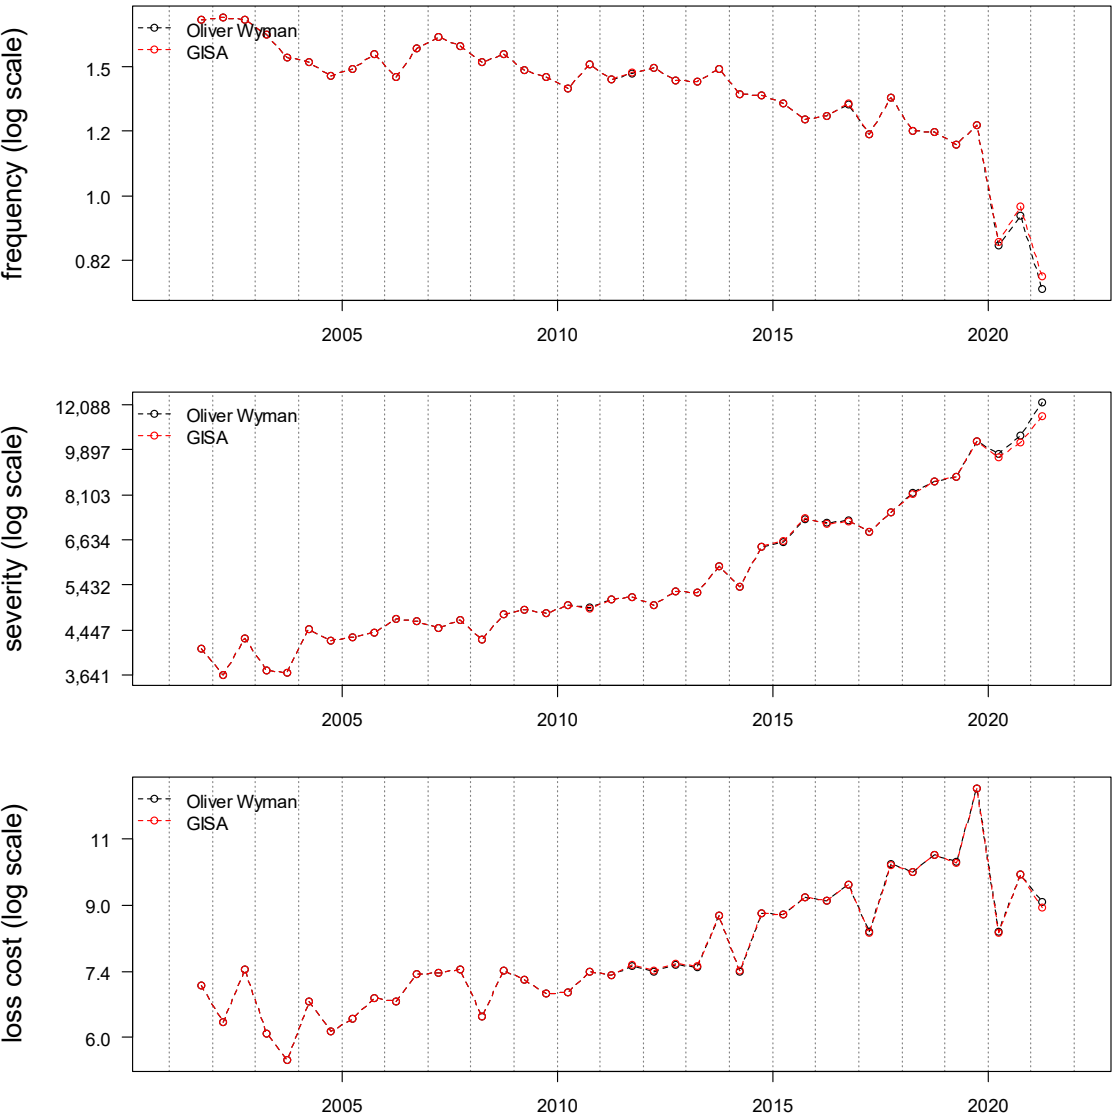 frequency (log scale)
Oliver Wyman
GISA
1.5
1.2
1.0
0.82
2005 2010 2015 2020
severity (log scale)
Oliver Wyman
GISA
12,088
9,897
8,103
6,634
5,432
4,447
3,641
2005 2010 2015 2020
loss cost (log scale)
Oliver Wyman
GISA
11
9.0
7.4
6.0
2005 2010 2015 2020